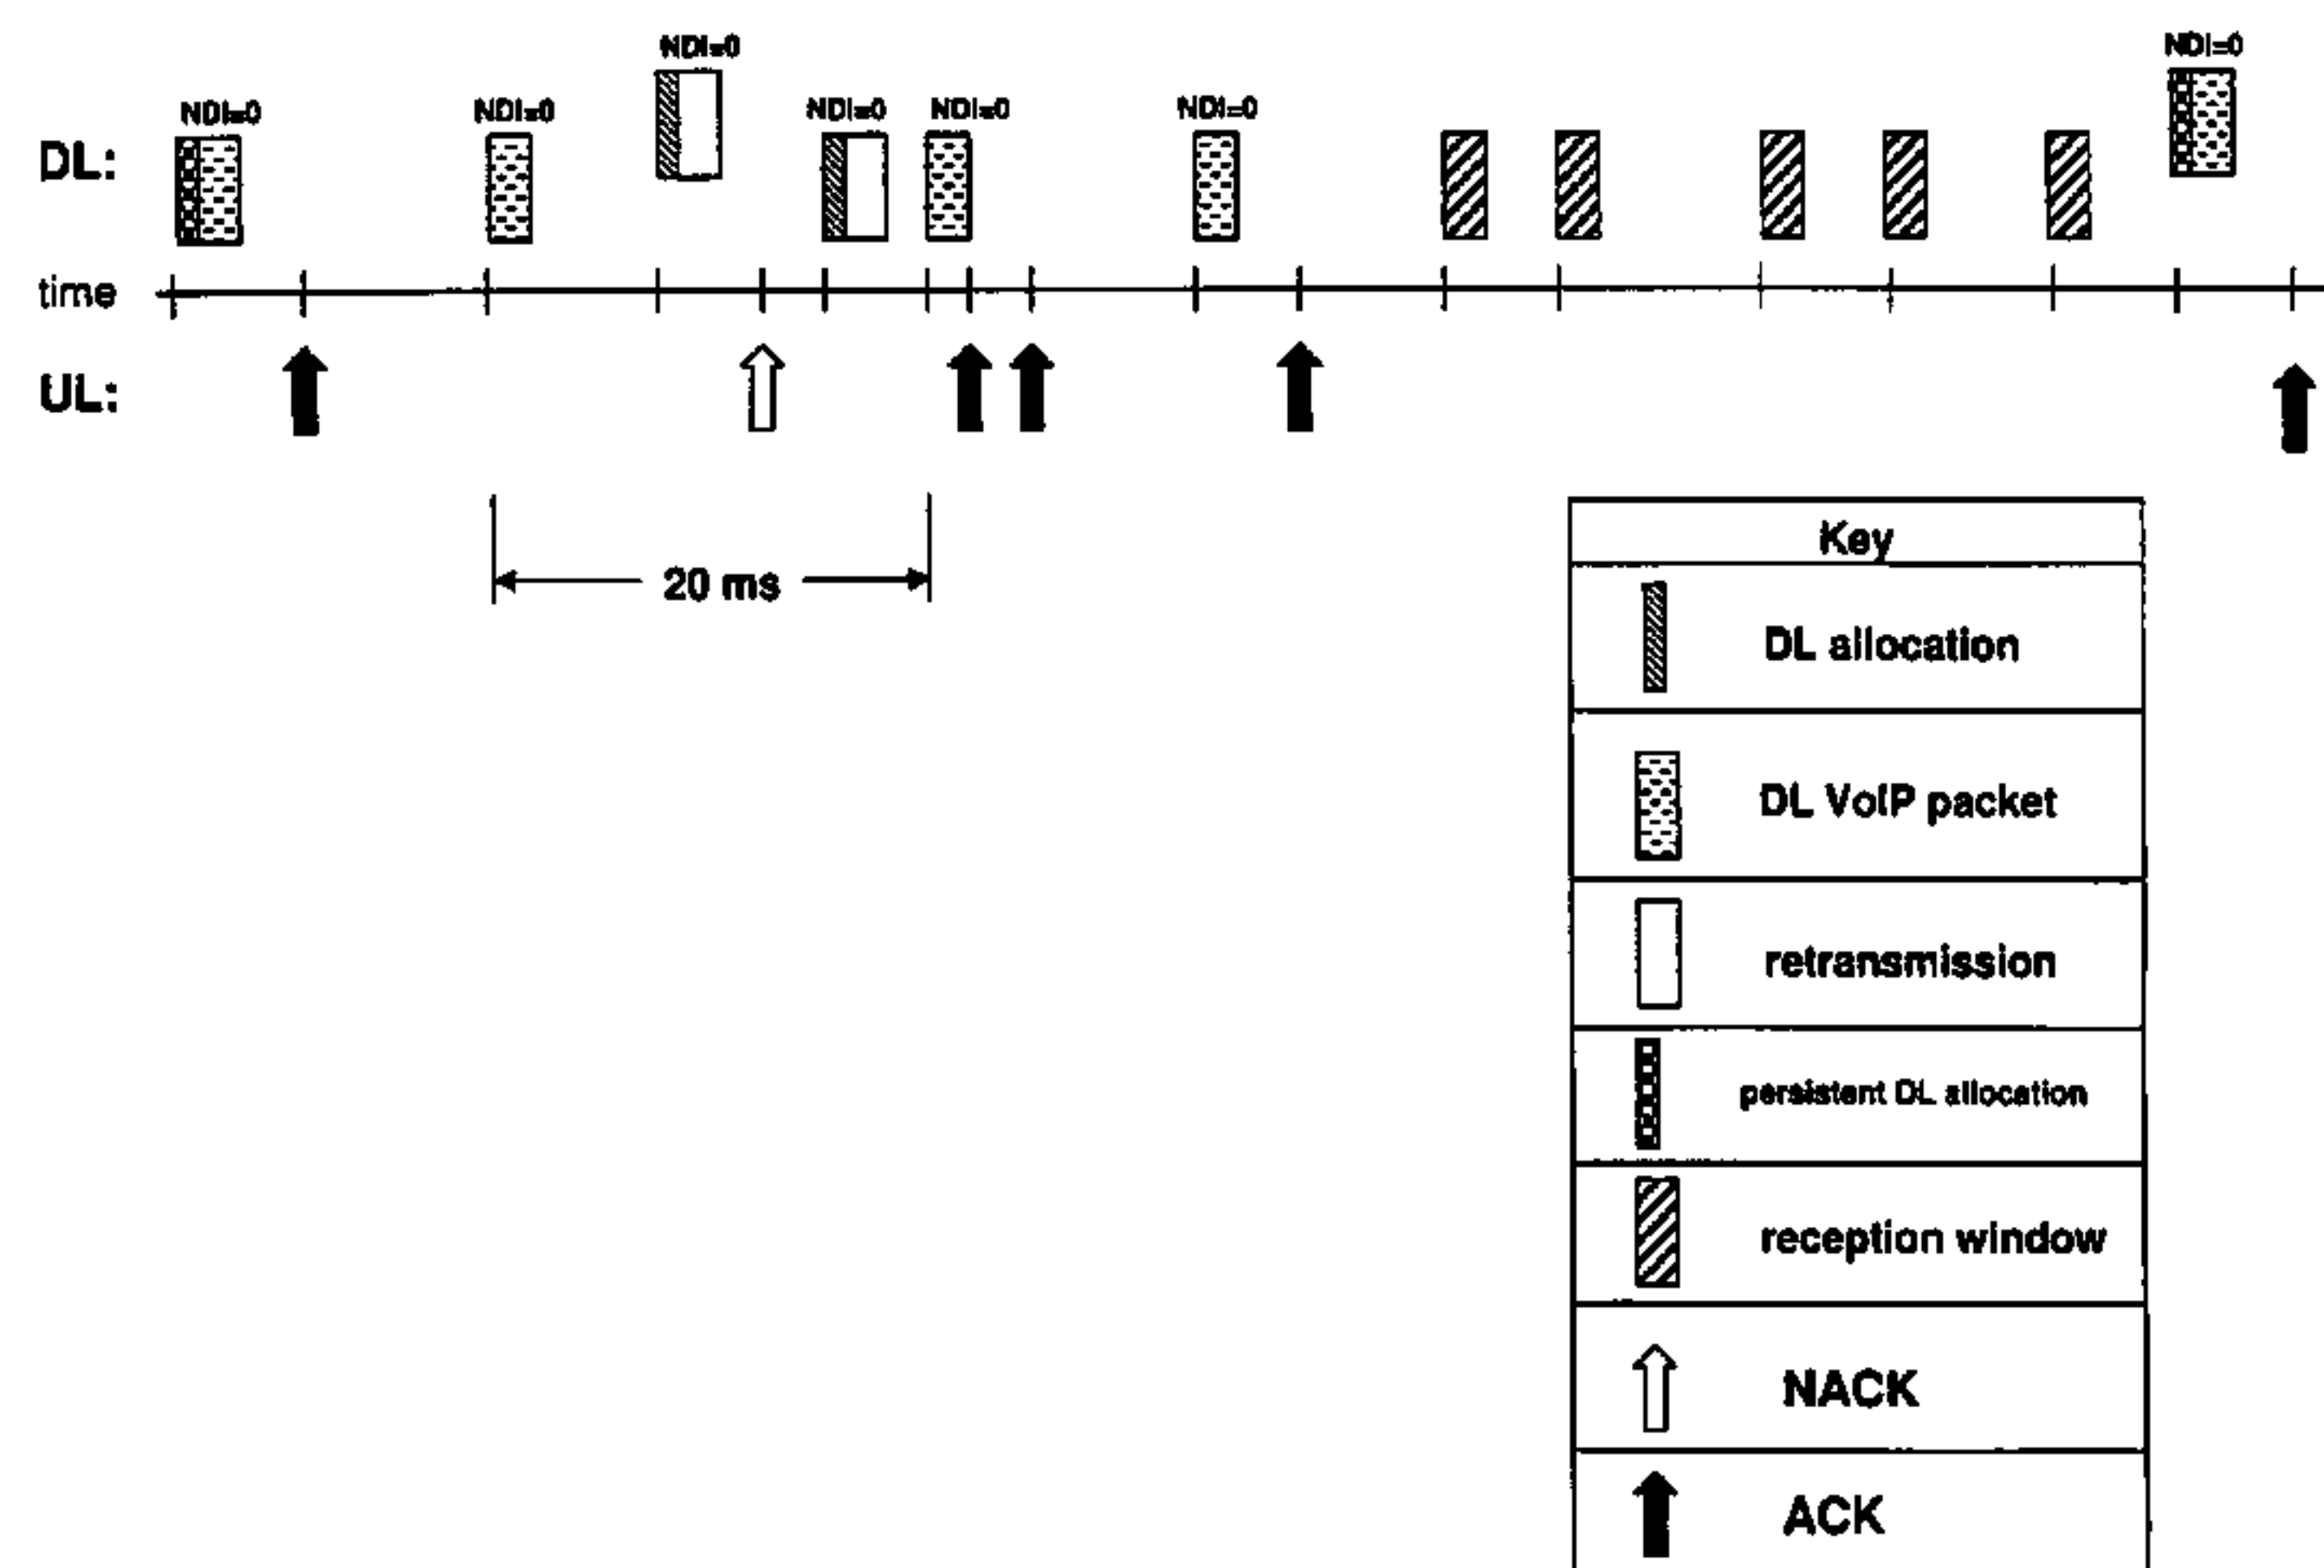 NDI=0
NDI=0
NDI=0
NDI=0
NDI=0
NDI=0
NDI=0
DL:
time
UL:
20 ms
Key
DL allocation
DL VoIP packet
retransmission
persistent DL allocation
reception window
NACK
ACK